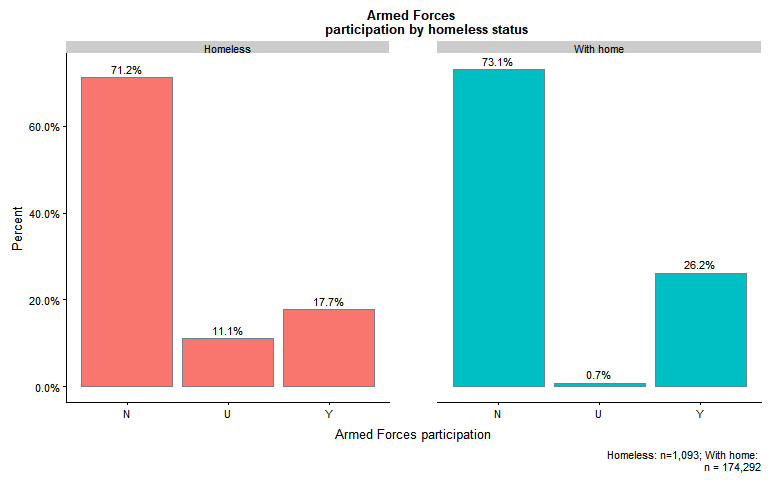 Armed Forces
participation by homeless status
Homeless
With home
71.2%
11.1%
17.7%
73.1%
0.7%
26.2%
Percent
60.0%
40.0%
20.0%
0.0%
N U Y
N U Y
Armed Forces participation
Homeless: n=1,093; With home:
n = 174,292